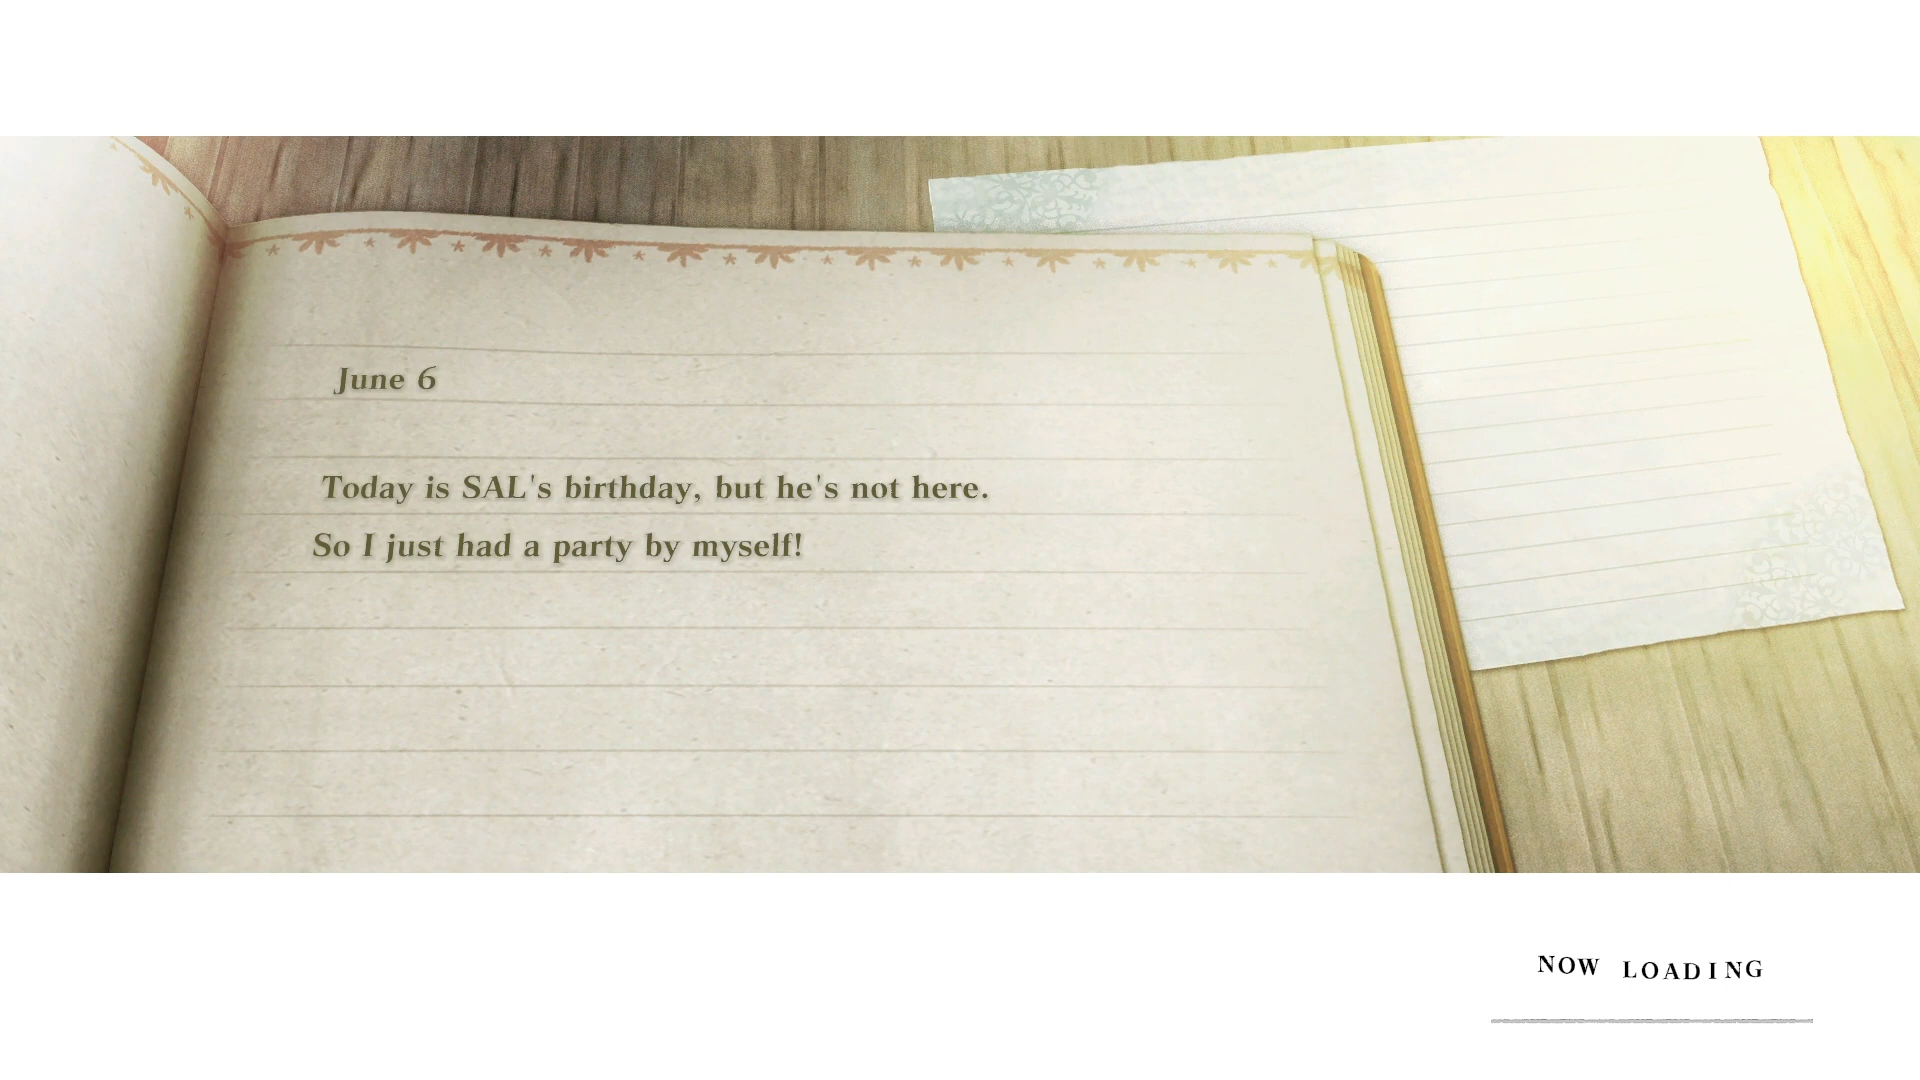 June 6
Today is SAL's birthday, but he's not here.
So I just had a party by myself!
NOW LOADING